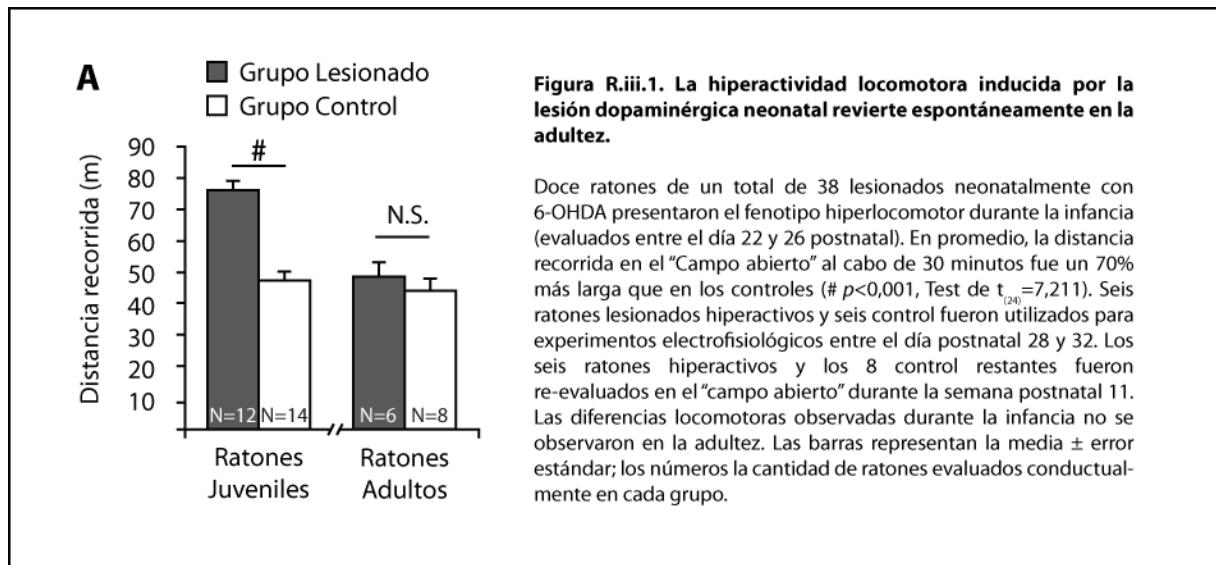 A
Grupo Lesionado
Grupo Control
Distancia recorrida (m)
90
80
70
60
50
40
30
20
10
#
N.S.
N=12
N=14
N=6
N=8
Ratones
Juveniles
Ratones
Adultos
Figura R.iii.1. La hiperactividad locomotora inducida por la
lesión dopaminérgica neonatal revierte espontáneamente en la
adultez.
Doce ratones de un total de 38 lesionados neonatalmente con
6-OHDA presentaron el fenotipo hiperlocomotor durante la infancia
(evaluados entre el día 22 y 26 postnatal). En promedio, la distancia
recorrida en el “Campo abierto” al cabo de 30 minutos fue un 70%
más larga que en los controles (# p<0,001, Test de t(24)=7,211). Seis
ratones lesionados hiperactivos y seis control fueron utilizados para
experimentos electrofisiológicos entre el día postnatal 28 y 32. Los
seis ratones hiperactivos y los 8 control restantes fueron
re-evaluados en el “campo abierto” durante la semana postnatal 11.
Las diferencias locomotoras observadas durante la infancia no se
observaron en la adultez. Las barras representan la media ± error
estándar; los números la cantidad de ratones evaluados conductual-
mente en cada grupo.